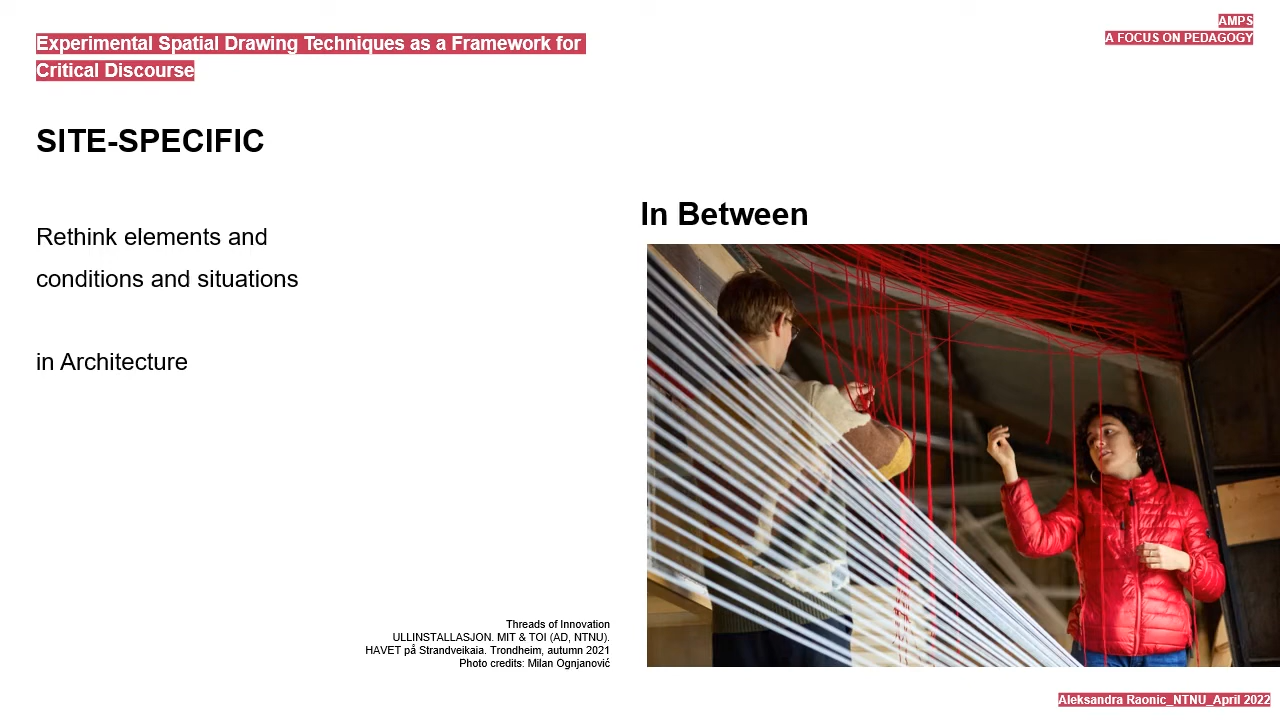 Experimental Spatial Drawing Techniques as a Framework for
Critical Discourse
AMPS
A FOCUS ON PEDAGOGY
SITE-SPECIFIC
Rethink elements and
conditions and situations
in Architecture
In Between
Threads of Innovation
ULLINSTALLASJON. MIT & TOI (AD, NTNU).
HAVET på Strandveikaia. Trondheim, autumn 2021
Photo credits: Milan Ognjanović
Aleksandra Raonic_NTNU_April 2022